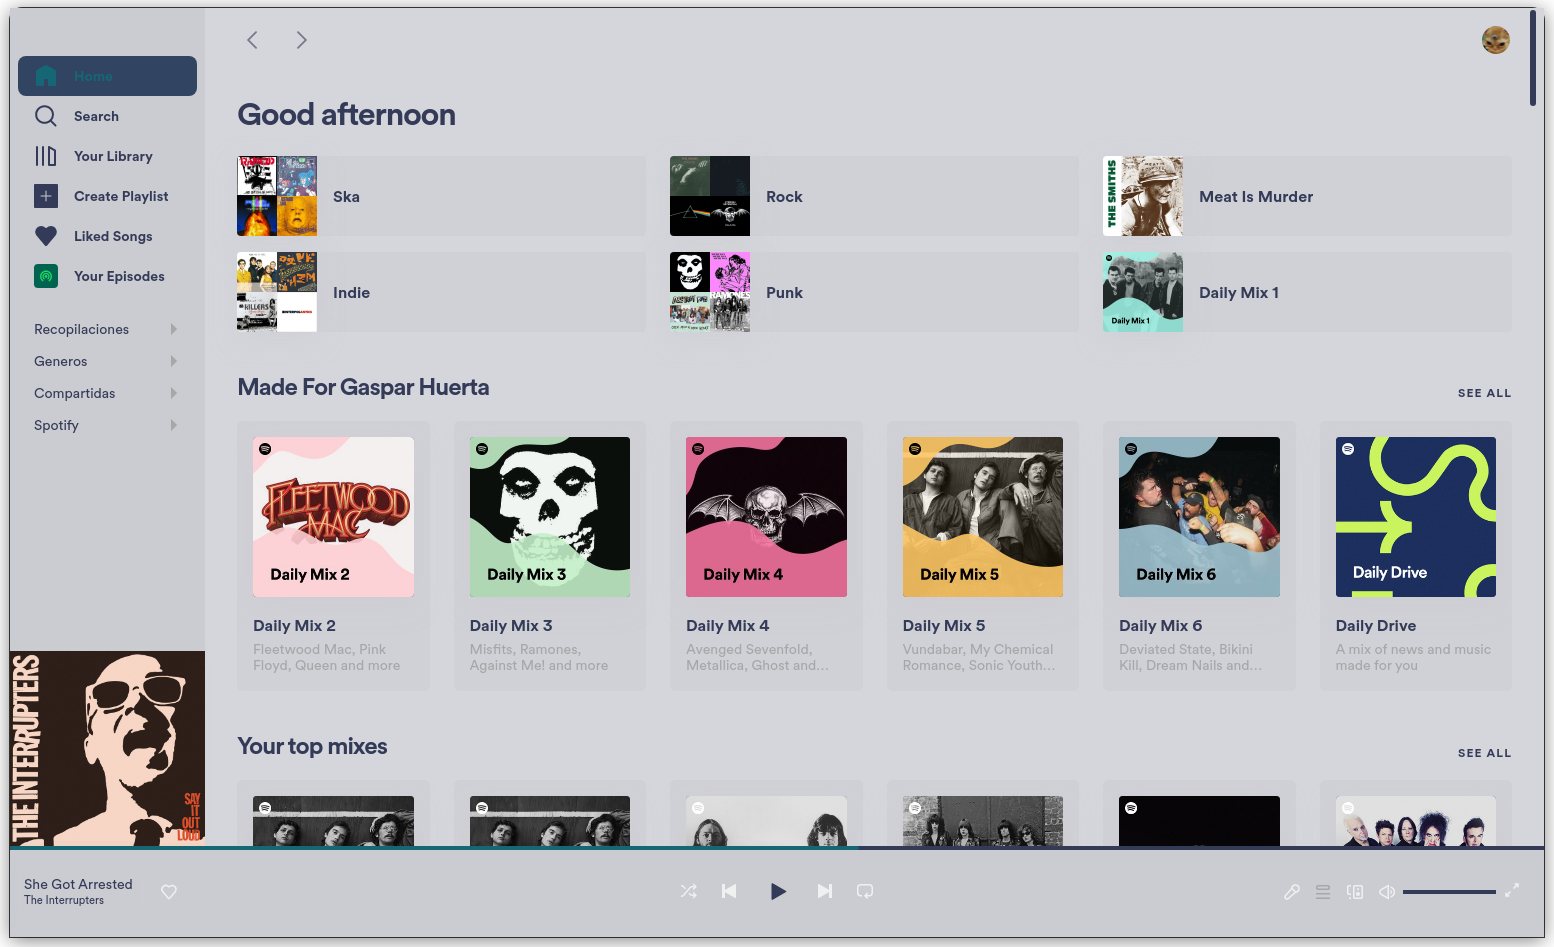 Home
Search
Your Library
Create Playlist
Liked Songs
Your Episodes
Recopilaciones
Generos
Compartidas
Spotify
THE INTERRUPTERS
SAY
IT
OUT
LOUD
Good afternoon
Ska
Rock
THE SMITHS
Meat Is Murder
Indie
KILLERS
Punk
RAMONES
Daily Mix 1
Daily Mix 1
Made For Gaspar Huerta
SEE ALL
FLEETWOOD
MAC
Daily Mix 2
Daily Mix 3
Daily Mix 4
Daily Mix 5
Daily Mix 6
Daily Drive
Daily Mix 2
Fleetwood Mac, Pink
Floyd, Queen and more
Daily Mix 3
Misfits, Ramones,
Against Me! and more
Daily Mix 4
Avenged Sevenfold,
Metallica, Ghost and...
Daily Mix 5
Vundabar, My Chemical
Romance, Sonic Youth...
Daily Mix 6
Deviated State, Bikini
Kill, Dream Nails and...
Daily Drive
A mix of news and music
made for you
Your top mixes
SEE ALL
She Got Arrested
The Interrupters